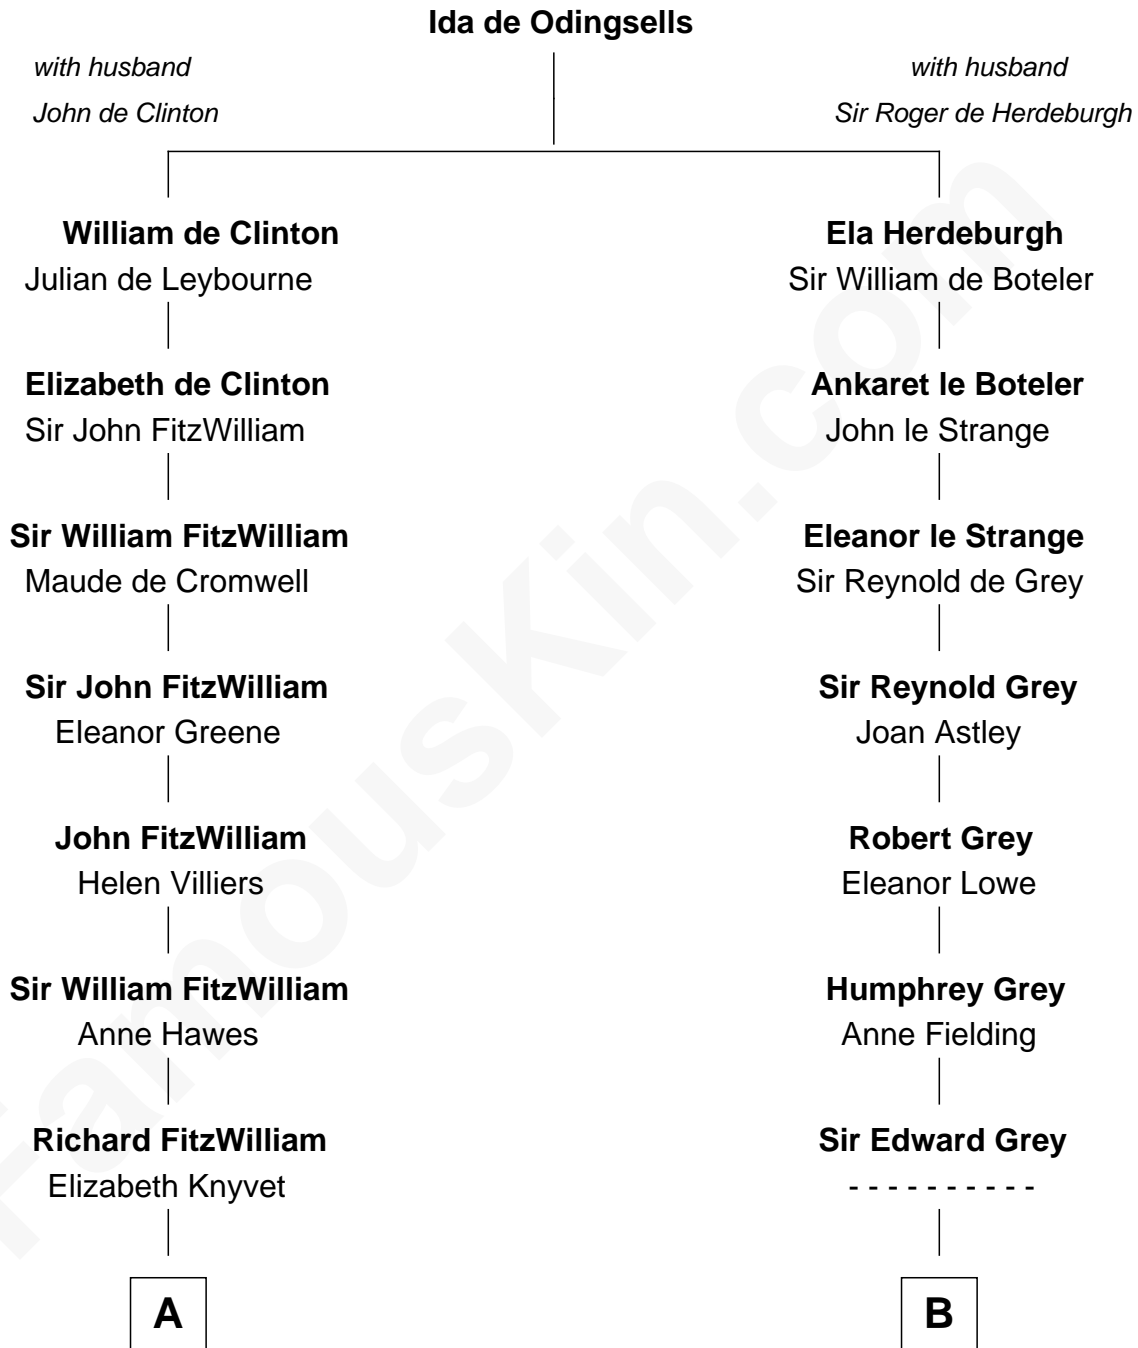 Ida de Odingsells
with husband
John de Clinton
with husband
Sir Roger de Herdeburgh
William de Clinton
Julian de Leybourne
Ela Herdeburgh
Sir William de Boteler
Elizabeth de Clinton
Sir John FitzWilliam
Ankaret le Boteler
John le Strange
Sir William FitzWilliam
Maude de Cromwell
Eleanor le Strange
Sir Reynold de Grey
Sir John FitzWilliam
Eleanor Greene
Sir Reynold Grey
Joan Astley
John FitzWilliam
Helen Villiers
Robert Grey
Eleanor Lowe
Sir William FitzWilliam
Anne Hawes
Humphrey Grey
Anne Fielding
Richard FitzWilliam
Elizabeth Knyvet
Sir Edward Grey
- - - - - - - - - -
A
B
FamousKin.com